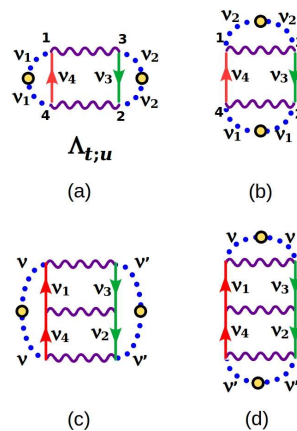 1 3
ν₁ ν₄ ν₃ ν₂
ν₁ ν₂
4 2
Λt;u
(a)
ν₂
1
ν₄ ν₃
4
ν₁
(b)
ν ν'
ν₁ ν₃
ν₄ ν₂
ν ν'
(c)
ν
ν₁ ν₃
ν₄ ν₂
ν'
(d)